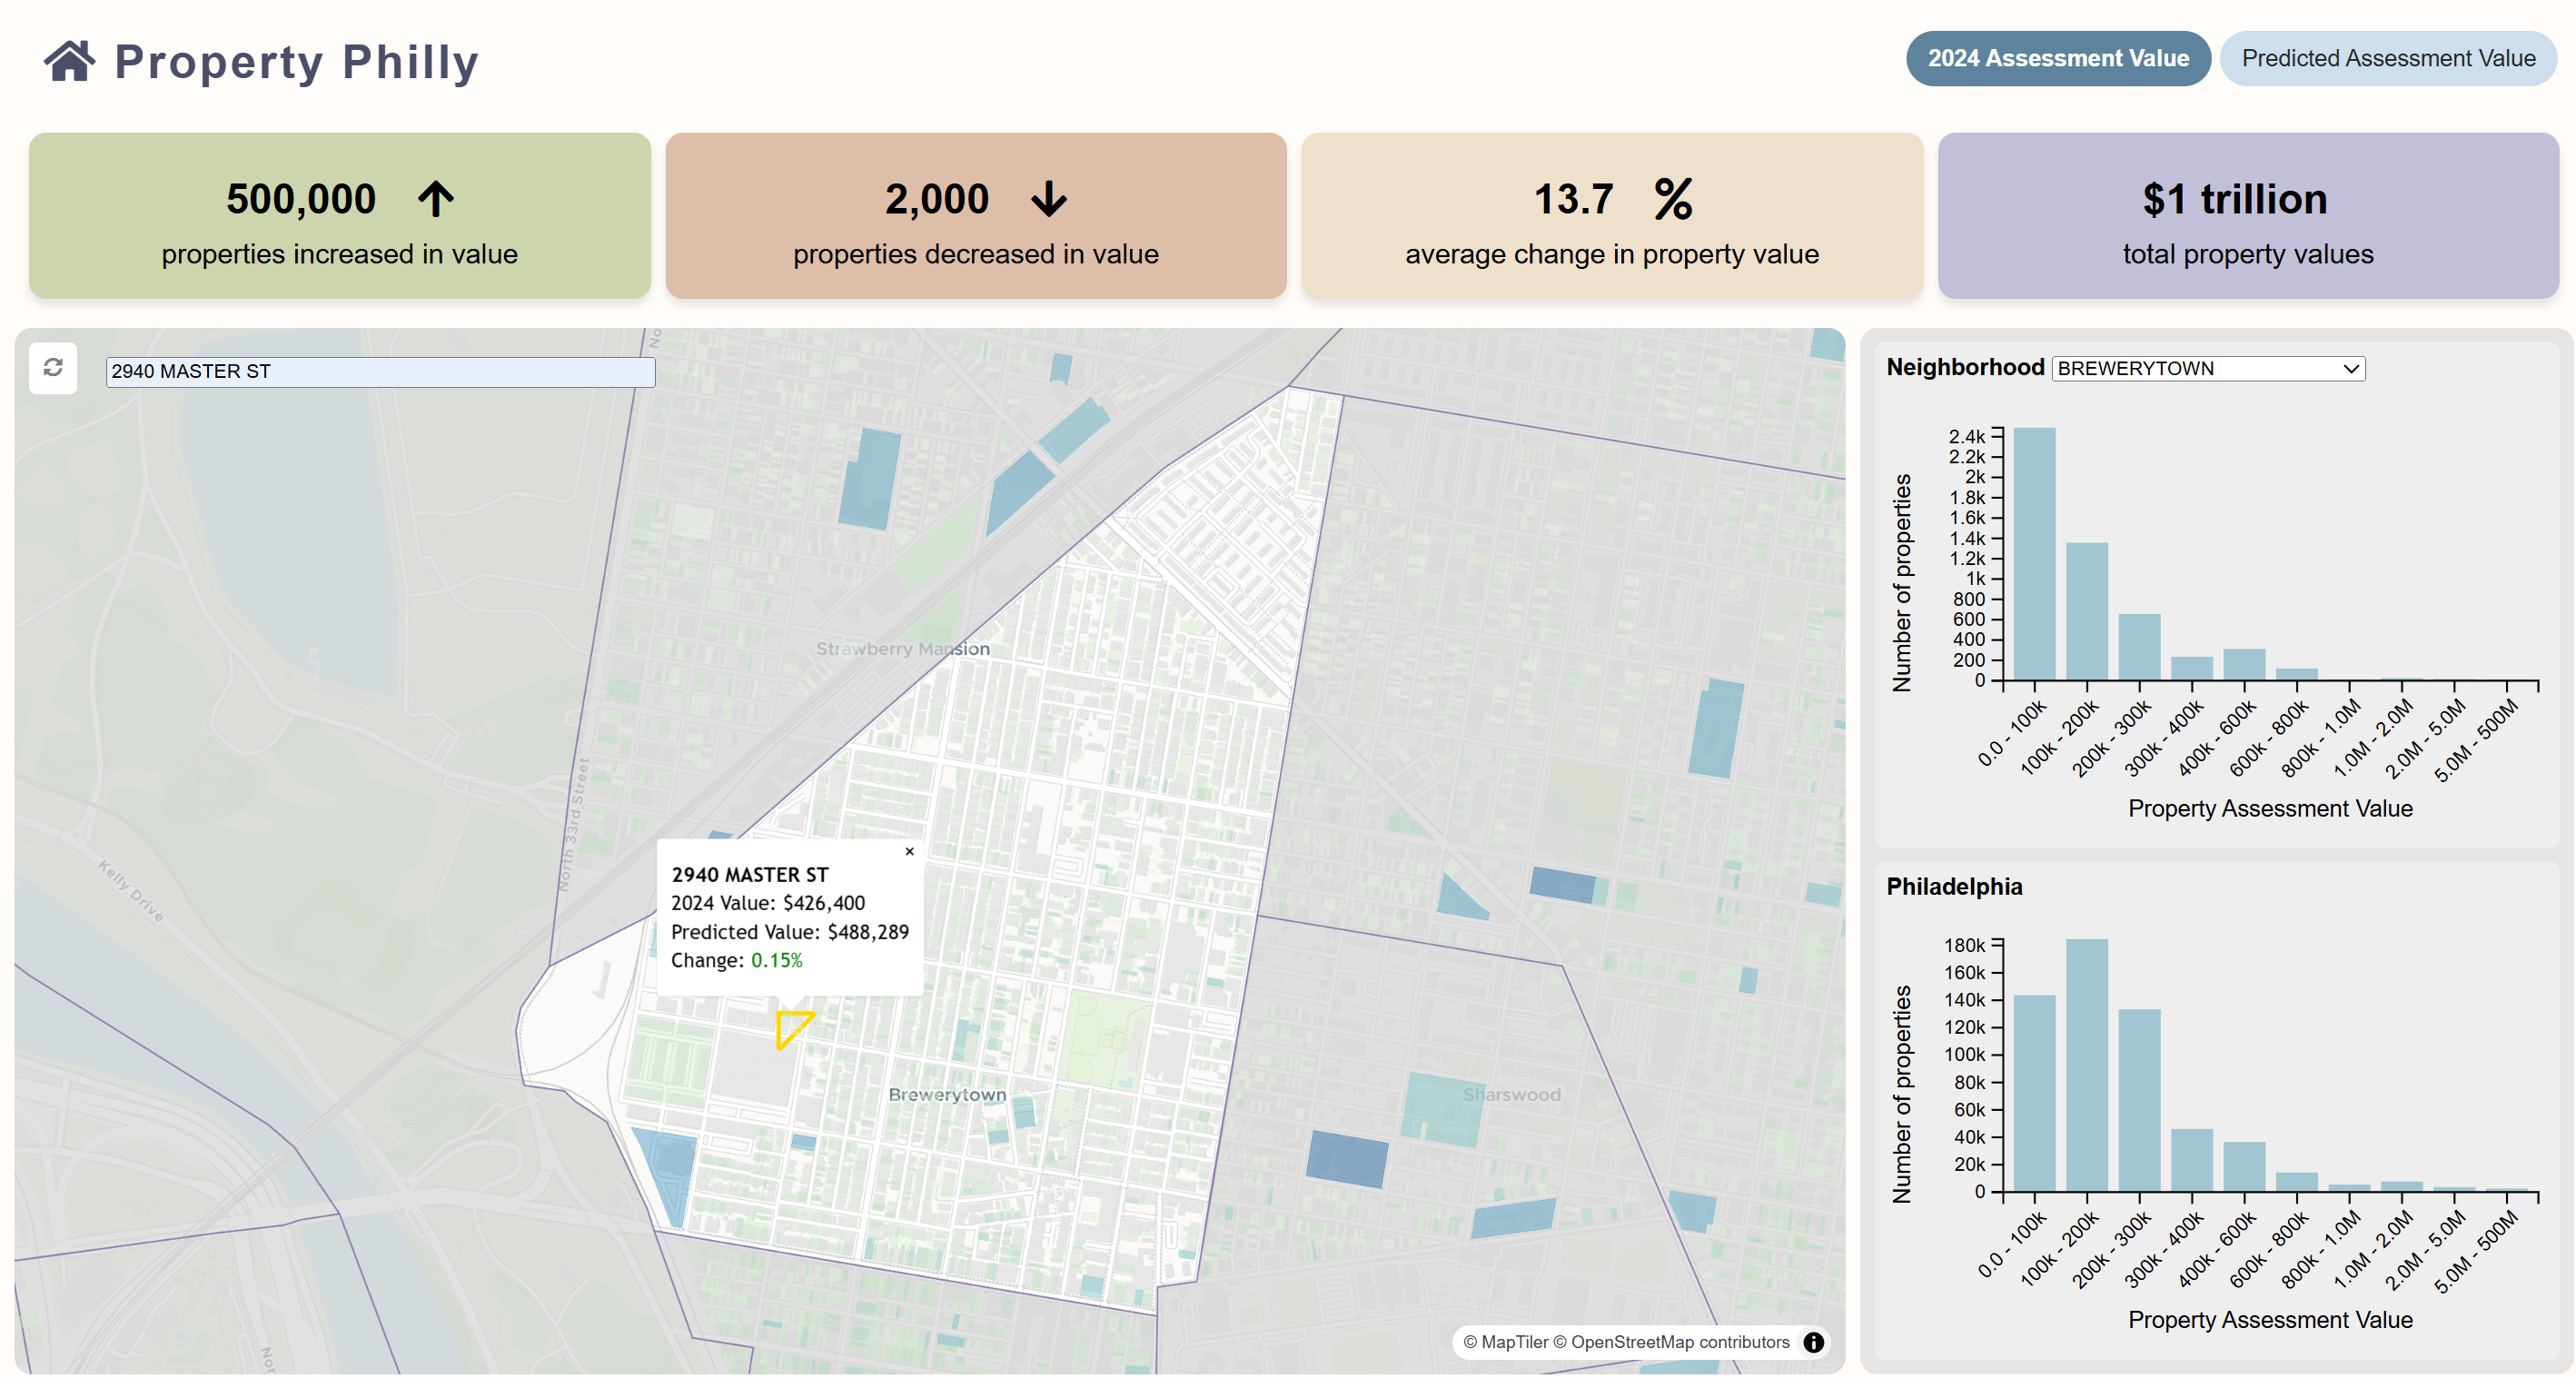 Property Philly
2024 Assessment Value
Predicted Assessment Value
500,000
properties increased in value
2,000
properties decreased in value
13.7 %
average change in property value
$1 trillion
total property values
2940 MASTER ST
Strawberry Mansion
North 33rd Street
Kelly Drive
2940 MASTER ST
×
2024 Value: $426,400
Predicted Value: $488,289
Change: 0.15%
Brewerytown
Sharswood
No
Nor
© MapTiler © OpenStreetMap contributors
Neighborhood BREWERYTOWN
Number of properties
2.4k
2.2k
2k
1.8k
1.6k
1.4k
1.2k
1k
800
600
400
200
0
0.0 - 100k
100k - 200k
200k - 300k
300k - 400k
400k - 600k
600k - 800k
800k - 1.0M
1.0M - 2.0M
2.0M - 5.0M
5.0M - 500M
Property Assessment Value
Philadelphia
Number of properties
180k
160k
140k
120k
100k
80k
60k
40k
20k
0
0.0 - 100k
100k - 200k
200k - 300k
300k - 400k
400k - 600k
600k - 800k
800k - 1.0M
1.0M - 2.0M
2.0M - 5.0M
5.0M - 500M
Property Assessment Value